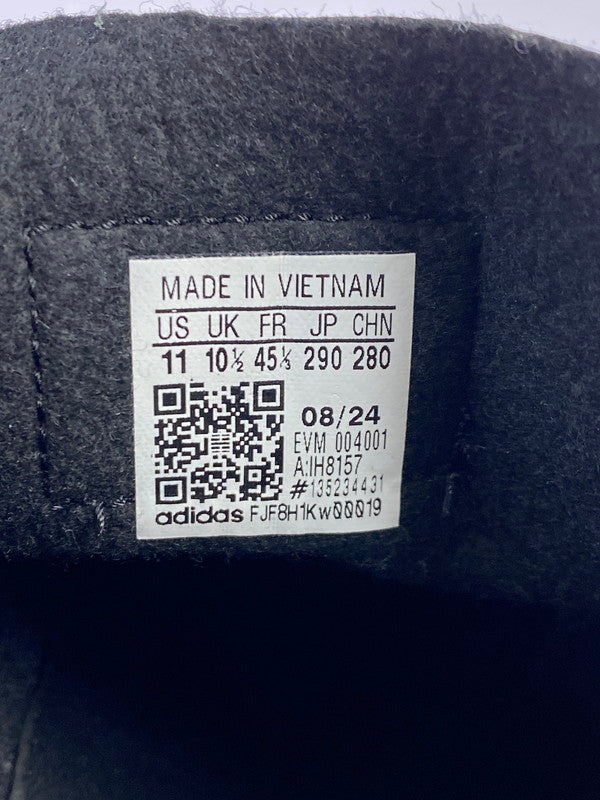 MADE IN VIETNAM
US UK FR JP CHN
11 10½ 45⅓ 290 280
08/24
EVM 004001
A:IH8157
#135234431
adidas FJF8H1Kw00019